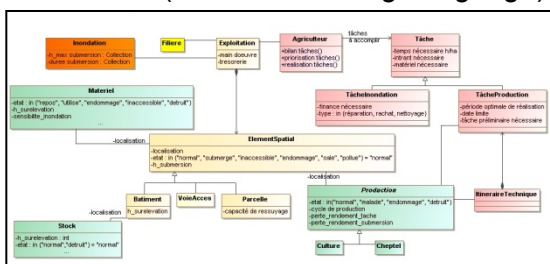 Inondation
-h_max submersion : Collection
-duree submersion : Collection
Filiere
Exploitation
-main doeuvre
-tresorerie
Agriculteur
-bilan tâches()
-priorisation tâches()
-realisation tâches()
tâches
à accomplir
Tâche
-temps nécessaire h/ha
-intrant nécessaire
-matériel nécessaire
Materiel
-etat : in ("repos", "utilise", "endommage", "inaccessible", "detruit")
-h_surelevation
-sensibilite_inondation
...
TâcheInondation
-finance nécessaire
-type : in (réparation, rachat, nettoyage)
TâcheProduction
-période optimale de réalisation
-date limite
-tâche préliminaire nécessaire
-localisation
ElementSpatial
-localisation
-etat : in ("normal", "submerge", "inaccessible", "endommage", "sale", "pollue") = "normal"
-h_submersion
-localisation
Batiment
h_surelevation
VoieAcces
Parcelle
-capacité de ressuyage
-localisation
Production
-etat : in("normal", "malade", "endommage", "detruit")
-cycle de production
-perte_rendement_tache
-perte_rendement_submersion
ItineraireTechnique
Stock
-h_surelevation : int
-etat : in ("normal","detruit") = "normal"
...
Culture
Cheptel